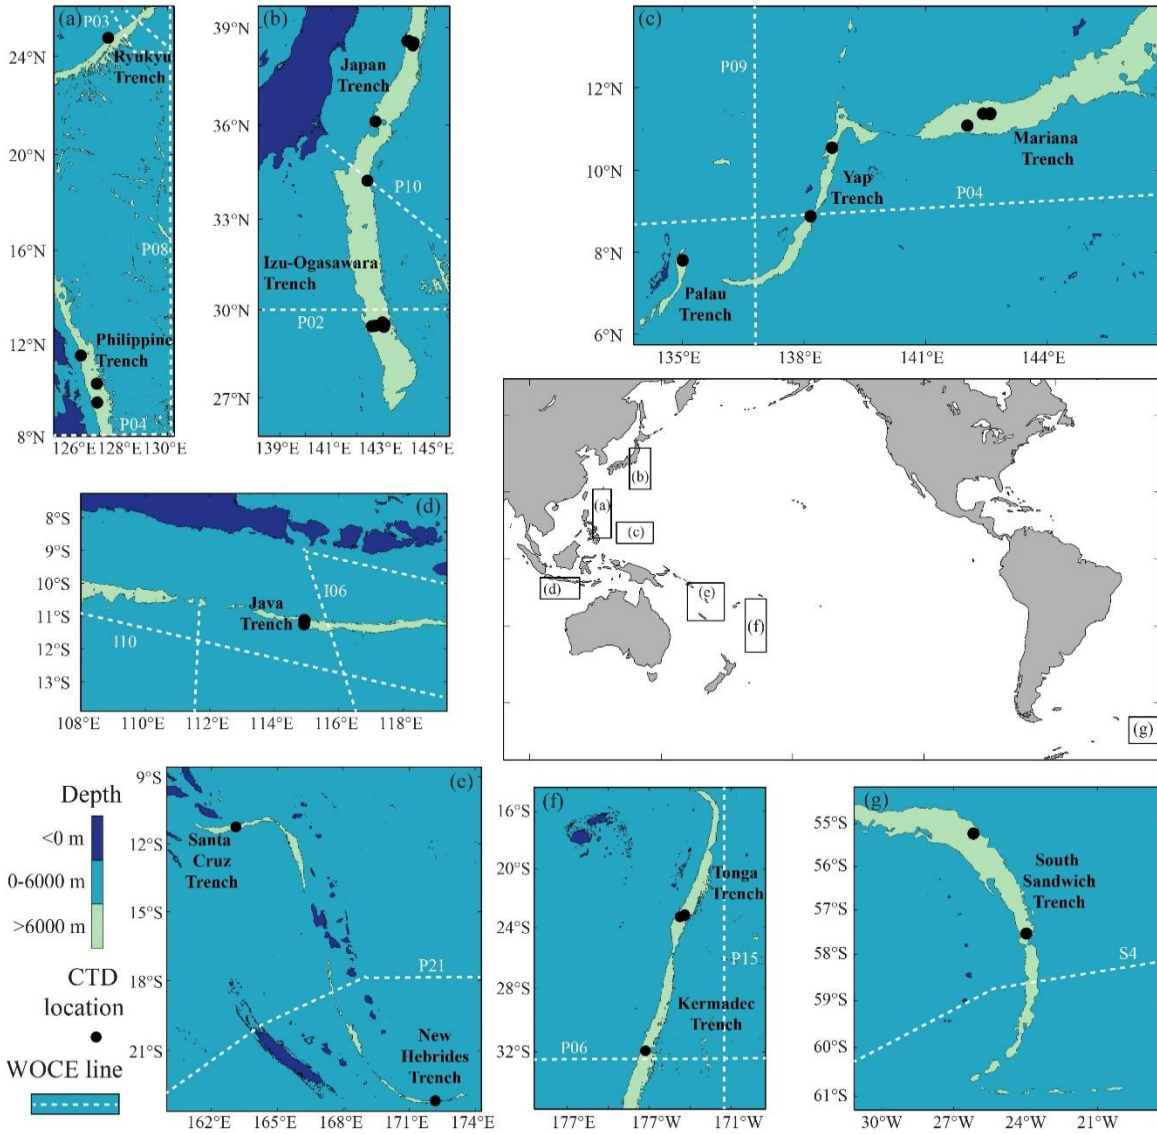 (a)
P03
24°N
Ryukyu
Trench
20°N
16°N
P08
12°N
Philippine
Trench
P04
8°N
126°E 128°E 130°E
(b)
39°N
Japan
Trench
36°N
P10
33°N
Izu-Ogasawara
Trench
30°N
P02
27°N
139°E 141°E 143°E 145°E
(c)
P09
12°N
Mariana
Trench
10°N
Yap
Trench
P04
8°N
Palau
Trench
6°N
135°E 138°E 141°E 144°E
(d)
8°S
9°S
10°S
I06
Java
Trench
11°S
I10
12°S
13°S
108°E 110°E 112°E 114°E 116°E 118°E
(b)
(a)
(c)
(d)
(e)
(f)
(g)
Depth
<0 m
0-6000 m
>6000 m
CTD
location
WOCE line
(e)
9°S
Santa
Cruz
Trench
12°S
15°S
P21
18°S
21°S
New
Hebrides
Trench
162°E 165°E 168°E 171°E 174°E
(f)
16°S
20°S
Tonga
Trench
24°S
P15
28°S
Kermadec
Trench
P06
32°S
177°E 177°W 171°W
(g)
55°S
56°S
South
Sandwich
Trench
57°S
58°S
S4
59°S
60°S
61°S
30°W 27°W 24°W 21°W